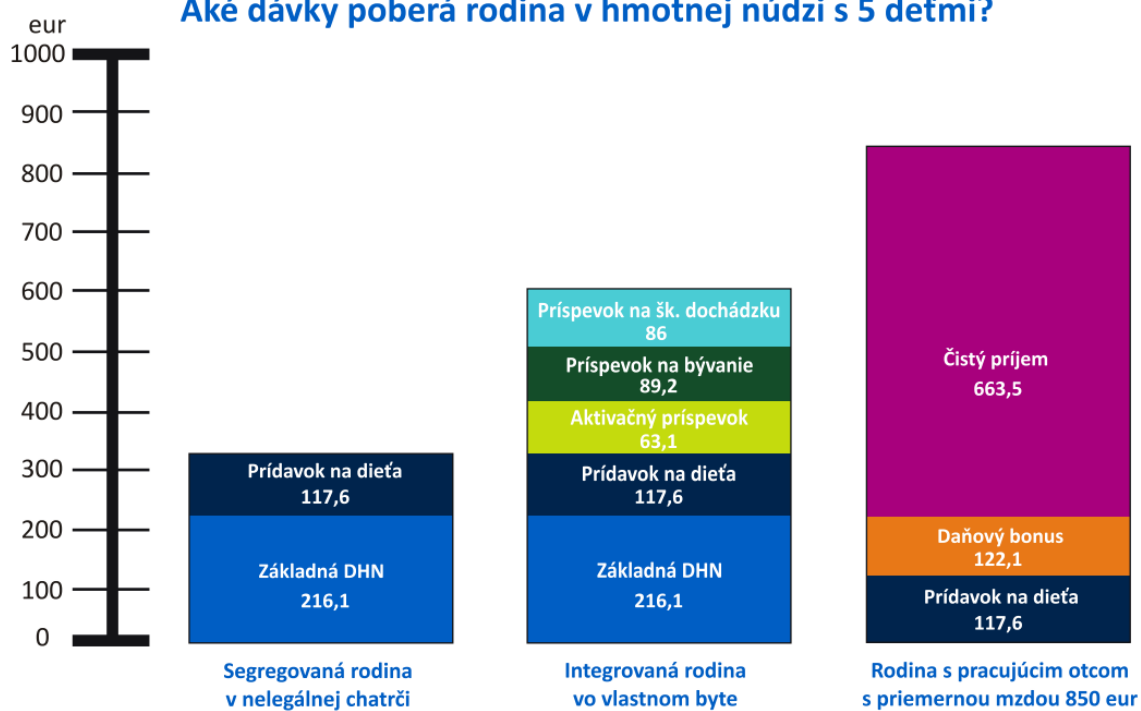 Aké dávky poberá rodina v hmotnej núdzi s 5 deťmi?
eur
1000
900
800
700
600
500
400
300
200
100
0
Prídavok na dieťa
117,6
Základná DHN
216,1
Segregovaná rodina
v nelegálnej chatrči
Príspevok na šk. dochádzku
86
Príspevok na bývanie
89,2
Aktivačný príspevok
63,1
Prídavok na dieťa
117,6
Základná DHN
216,1
Integrovaná rodina
vo vlastnom byte
Čistý príjem
663,5
Daňový bonus
122,1
Prídavok na dieťa
117,6
Rodina s pracujúcim otcom
s priemernou mzdou 850 eur